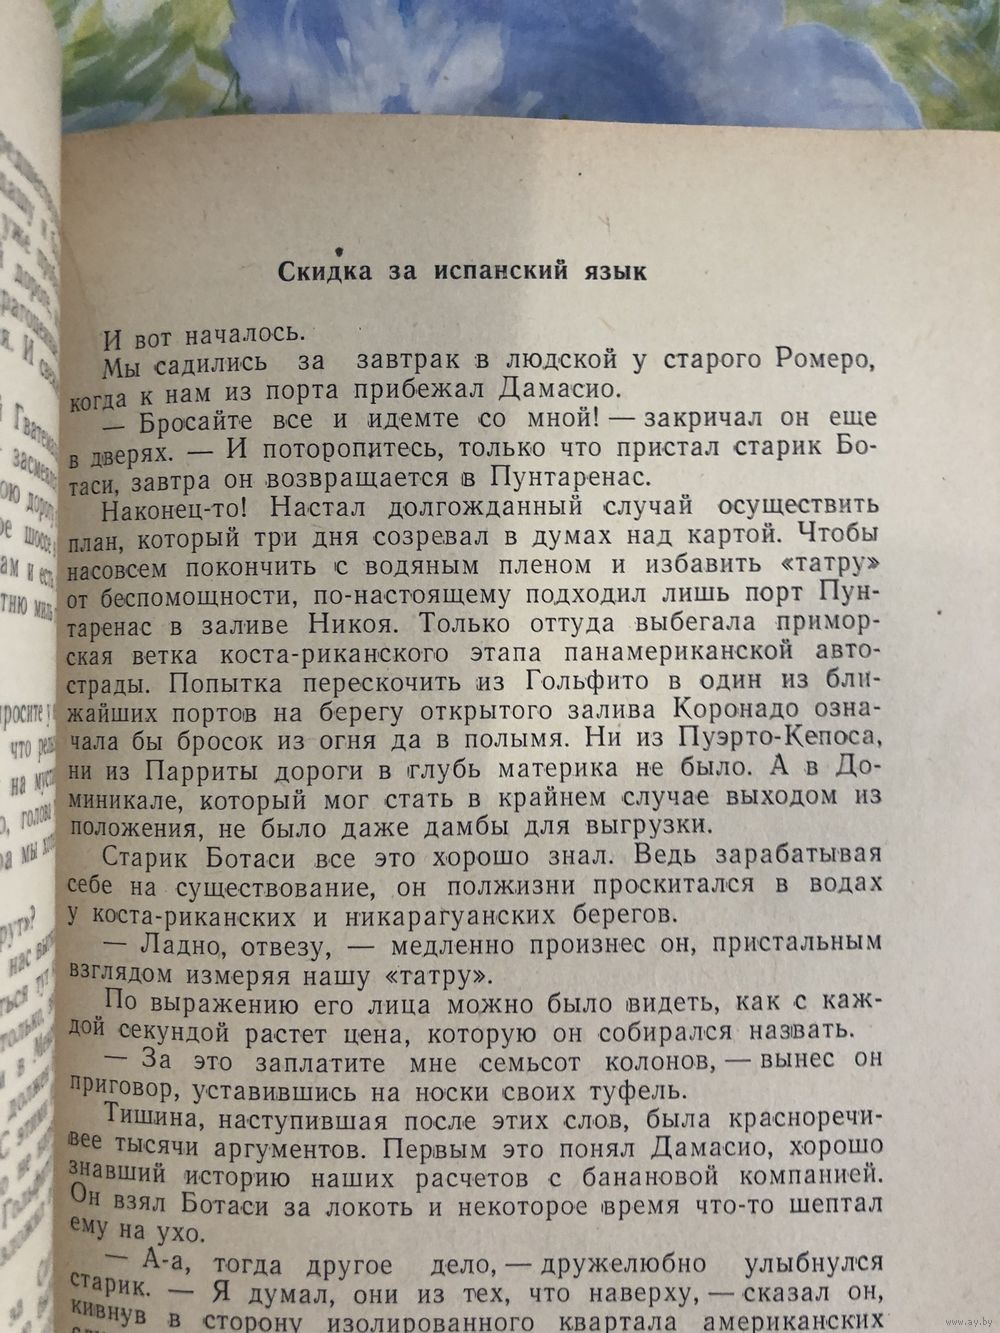 Скидка за испанский язык
И вот началось.
Мы садились за завтрак в людской у старого Ромеро,
когда к нам из порта прибежал Дамасио.
— Бросайте все и идемте со мной! — закричал он еще
в дверях. — И поторопитесь, только что пристал старик Бо-
таси, завтра он возвращается в Пунтаренас.
Наконец-то! Настал долгожданный случай осуществить
план, который три дня созревал в думах над картой. Чтобы
насовсем покончить с водяным пленом и избавить «татру»
от беспомощности, по-настоящему подходил лишь порт Пун-
таренас в заливе Никоя. Только оттуда выбегала примор-
ская ветка коста-риканского этапа панамериканской авто-
страды. Попытка перескочить из Гольфито в один из бли-
жайших портов на берегу открытого залива Коронадо озна-
чала бы бросок из огня да в полымя. Ни из Пуэрто-Кепоса,
ни из Парриты дороги в глубь материка не было. А в До-
миникале, который мог стать в крайнем случае выходом из
положения, не было даже дамбы для выгрузки.
Старик Ботаси все это хорошо знал. Ведь зарабатывая
себе на существование, он полжизни проскитался в водах
у коста-риканских и никарагуанских берегов.
— Ладно, отвезу, — медленно произнес он, пристальным
взглядом измеряя нашу «татру».
По выражению его лица можно было видеть, как с каж-
дой секундой растет цена, которую он собирался назвать.
— За это заплатите мне семьсот колонов, — вынес он
приговор, уставившись на носки своих туфель.
Тишина, наступившая после этих слов, была красноречи-
вее тысячи аргументов. Первым это понял Дамасио, хорошо
знавший историю наших расчетов с банановой компанией.
Он взял Ботаси за локоть и некоторое время что-то шептал
ему на ухо.
— А-а, тогда другое дело, — дружелюбно улыбнулся
старик. — Я думал, они из тех, что наверху, — сказал он,
кивнув в сторону изолированного квартала американских
www.ay.by